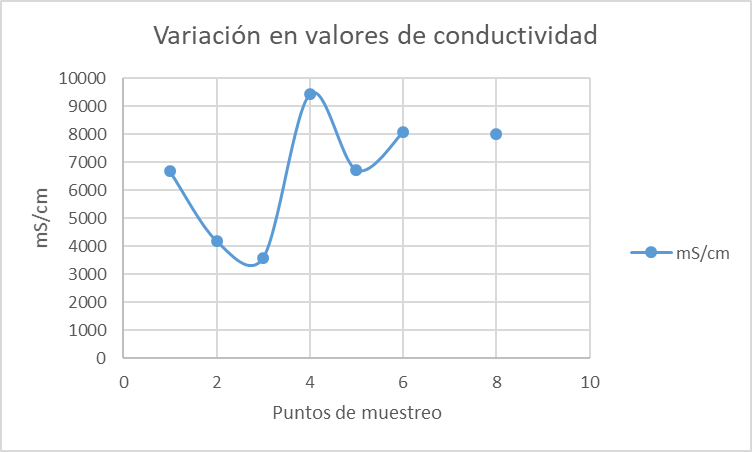 Variación en valores de conductividad
10000
9000
8000
7000
6000
5000
4000
3000
2000
1000
0
mS/cm
0 2 4 6 8 10
Puntos de muestreo
mS/cm